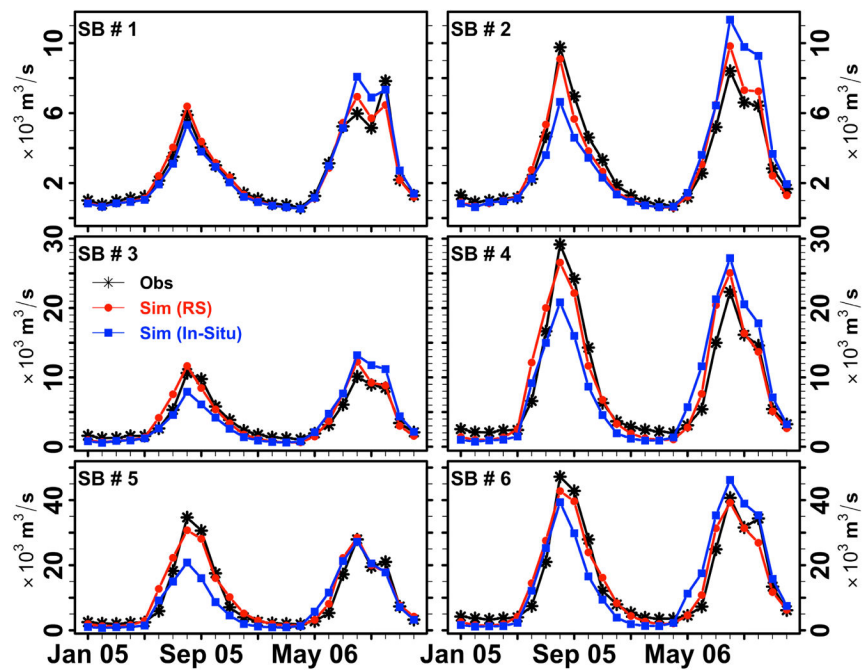 SB # 1
SB # 2
× 10³ m³/s
2
6
10
2
6
10
× 10³ m³/s
SB # 3
SB # 4
Obs
Sim (RS)
Sim (In-Situ)
× 10³ m³/s
0
10
20
30
0
10
20
30
× 10³ m³/s
SB # 5
SB # 6
× 10³ m³/s
0
20
40
0
20
40
× 10³ m³/s
Jan 05 Sep 05 May 06
Jan 05 Sep 05 May 06